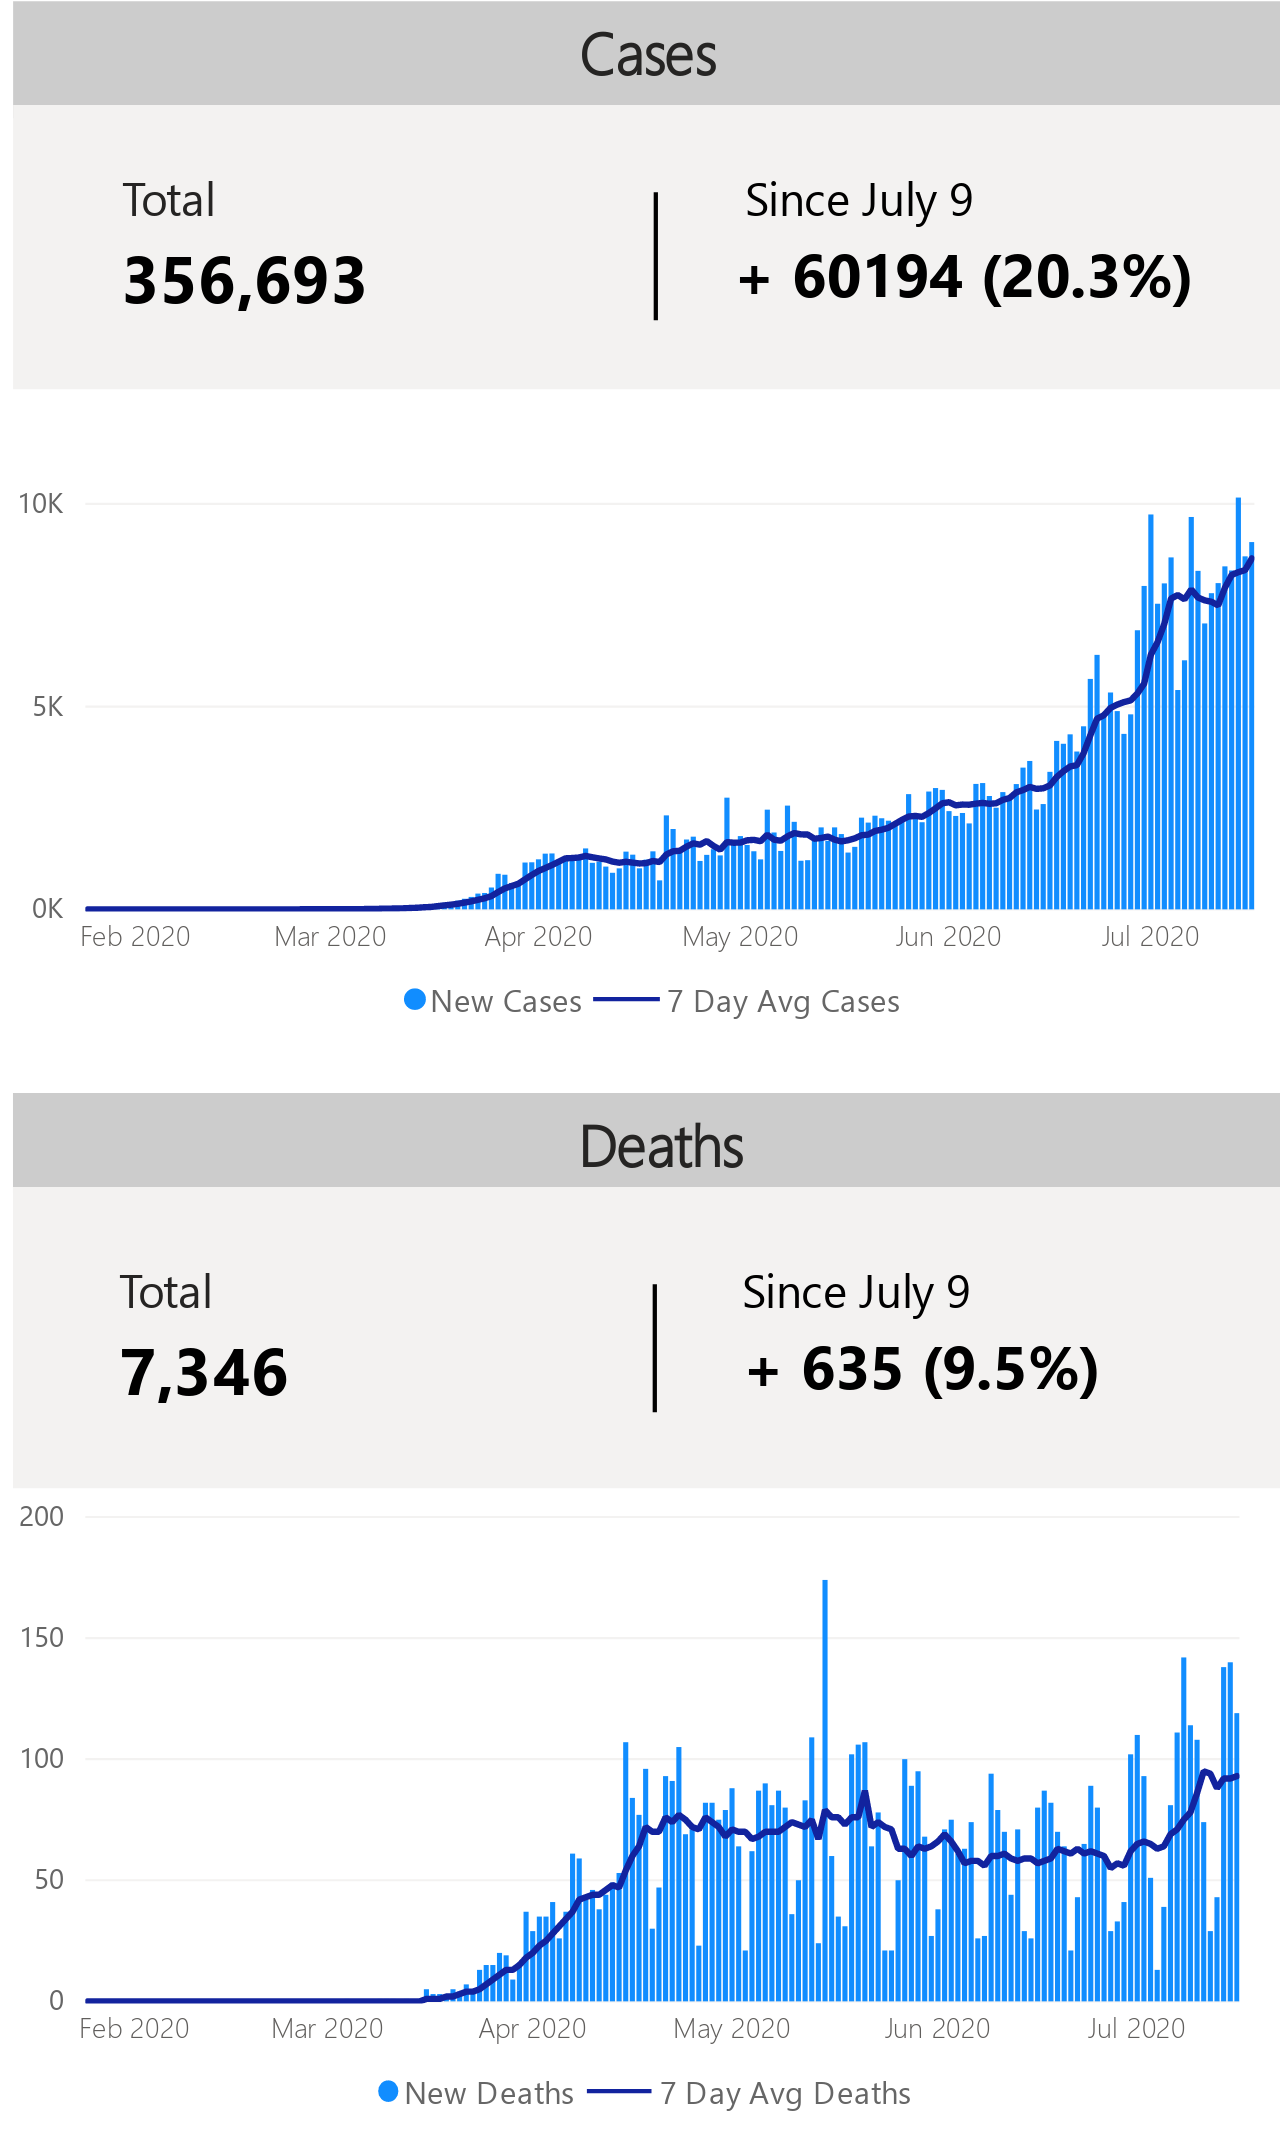 Cases
Total
Since July 9
356,693
+ 60194 (20.3%)
10K
5K
0K
Feb 2020 Mar 2020 Apr 2020 May 2020 Jun 2020 Jul 2020
New Cases 7 Day Avg Cases
Deaths
Total
Since July 9
7,346
+ 635 (9.5%)
200
150
100
50
0
Feb 2020 Mar 2020 Apr 2020 May 2020 Jun 2020 Jul 2020
New Deaths 7 Day Avg Deaths